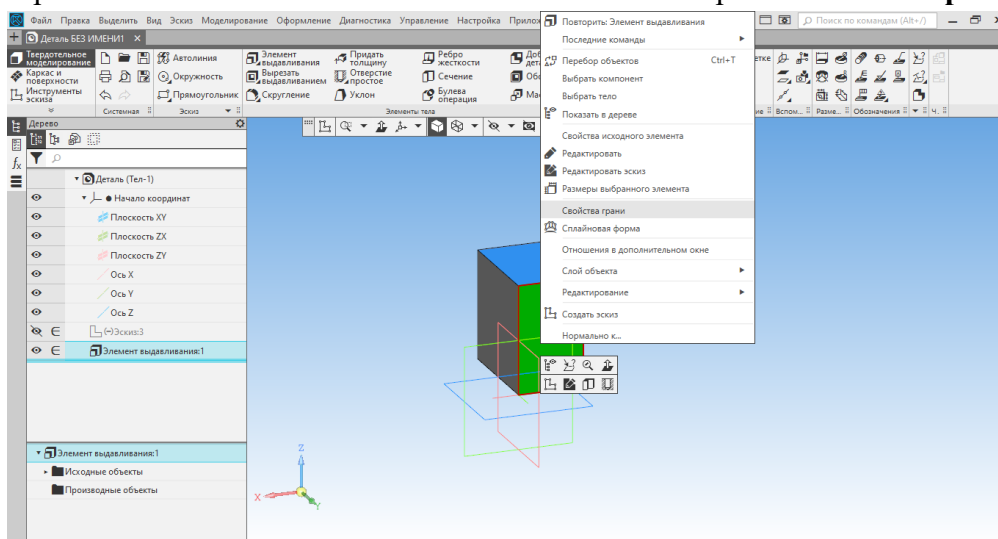 Файл Правка Выделить Вид Эскиз Моделирование Оформление Диагностика Управление Настройка Прилож
Поиск по командам (Alt+/)
Деталь БЕЗ ИМЕНИ1 ×
Твердотельное моделирование
Каркас и поверхности
Инструменты эскиза
Автолиния
Окружность
Прямоугольник
Элемент выдавливания
Вырезать выдавливанием
Скругление
Придать толщину
Отверстие простое
Уклон
Ребро жесткости
Сечение
Булева операция
Системная
Эскиз
Элементы тела
Вспом...
Разме...
Обозначения
Ч...
Дерево
Деталь (Тел-1)
Начало координат
Плоскость XY
Плоскость ZX
Плоскость ZY
Ось X
Ось Y
Ось Z
(-)Эскиз:3
Элемент выдавливания:1
Элемент выдавливания:1
Исходные объекты
Производные объекты
Повторить: Элемент выдавливания
Последние команды
Перебор объектов Ctrl+T
Выбрать компонент
Выбрать тело
Показать в дереве
Свойства исходного элемента
Редактировать
Редактировать эскиз
Размеры выбранного элемента
Свойства грани
Сплайновая форма
Отношения в дополнительном окне
Слой объекта
Редактирование
Создать эскиз
Нормально к...
Z
X
Y